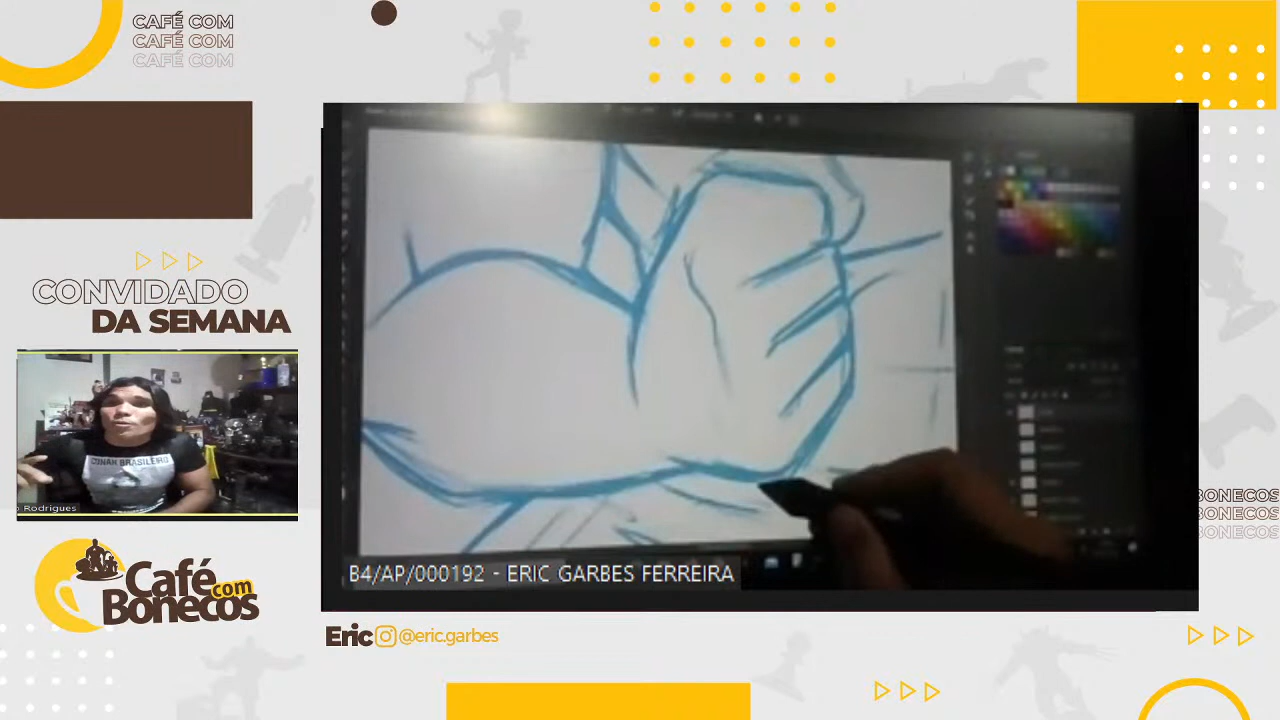 CAFÉ COM
CAFÉ COM
CAFÉ COM
CONVIDADO
DA SEMANA
CONAN BRASILEIRO
Rodrigues
Café
com
Bonecos
B4/AP/000192 - ERIC GARBES FERREIRA
Eric @eric.garbes
BONECOS
BONECOS
BONECOS